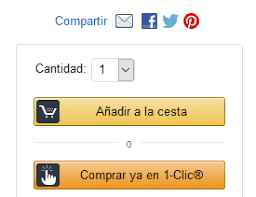 Compartir
Cantidad: 1
Añadir a la cesta
o
Comprar ya en 1-Clic®